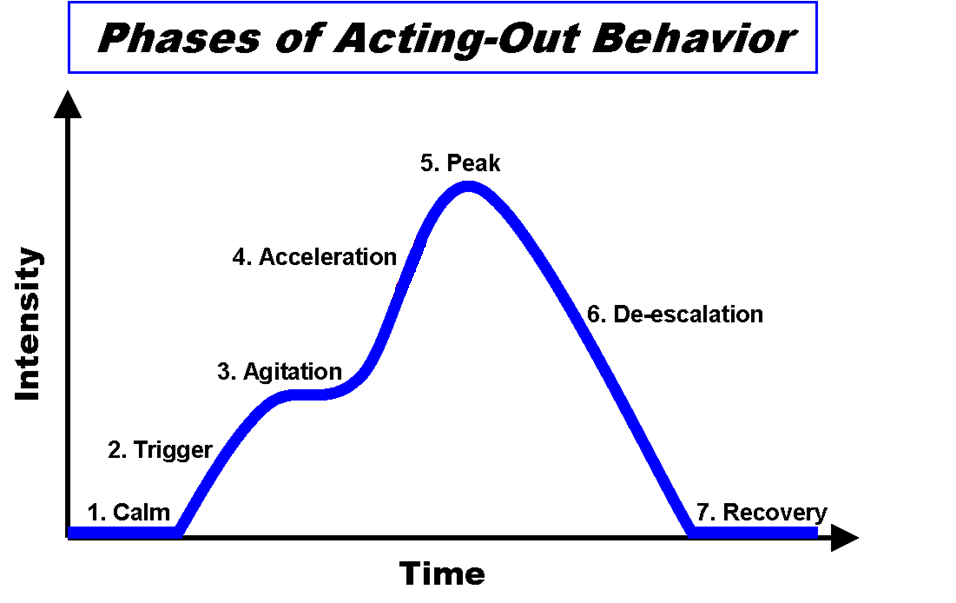 Phases of Acting-Out Behavior
5. Peak
4. Acceleration
6. De-escalation
3. Agitation
2. Trigger
1. Calm
7. Recovery
Intensity
Time